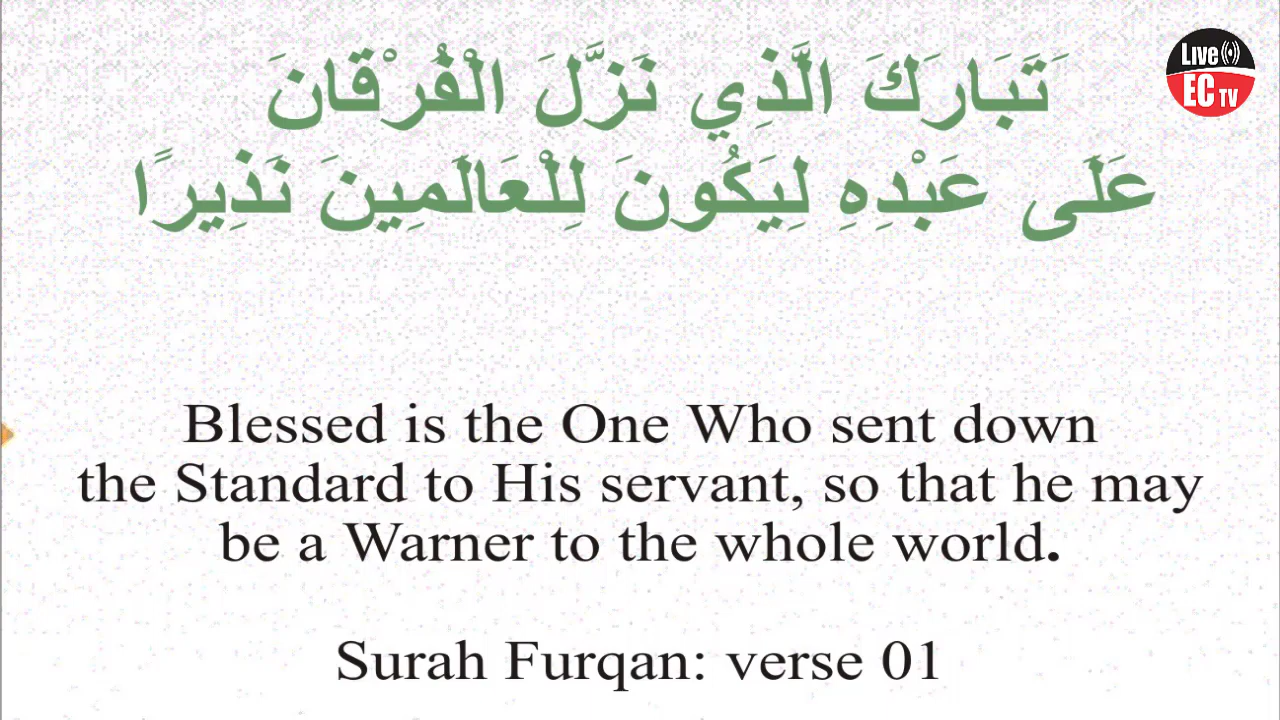 تَبَارَكَ الَّذِي نَزَّلَ الْفُرْقَانَ
عَلَى عَبْدِهِ لِيَكُونَ لِلْعَالَمِينَ نَذِيرًا
Live
EC TV
Blessed is the One Who sent down
the Standard to His servant, so that he may
be a Warner to the whole world.
Surah Furqan: verse 01